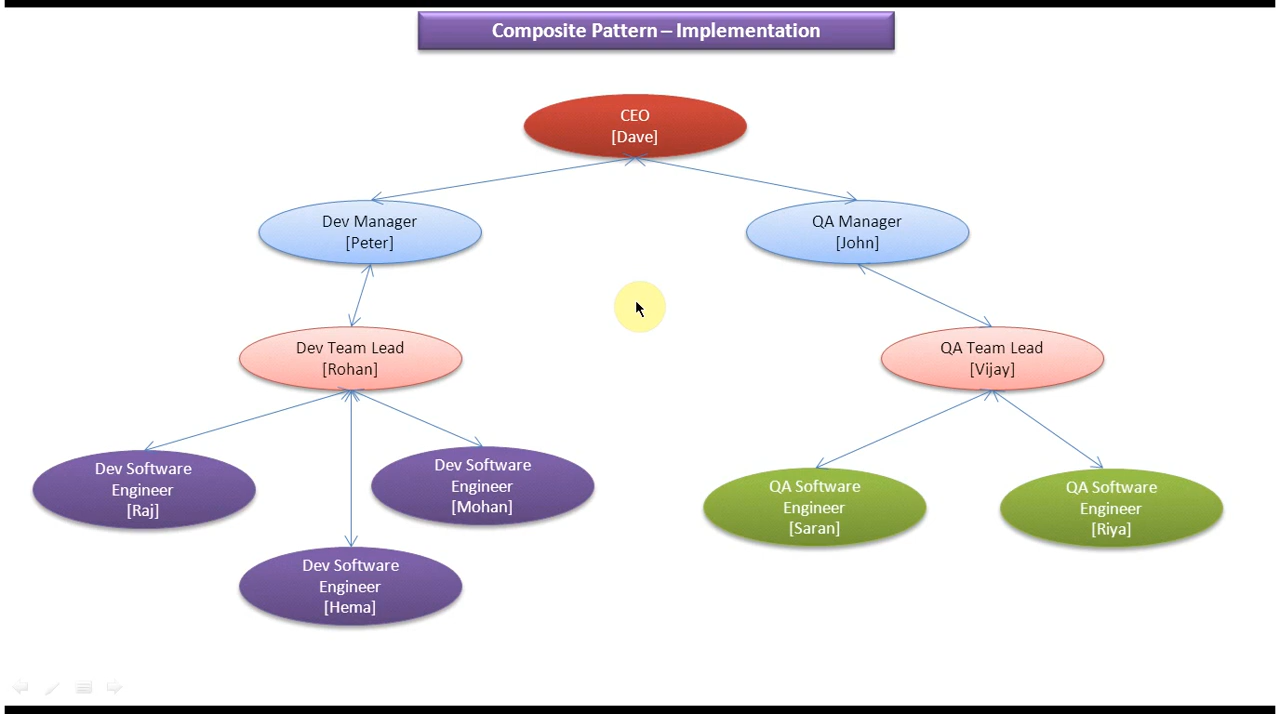 Composite Pattern – Implementation
CEO
[Dave]
Dev Manager
[Peter]
QA Manager
[John]
Dev Team Lead
[Rohan]
QA Team Lead
[Vijay]
Dev Software
Engineer
[Raj]
Dev Software
Engineer
[Mohan]
QA Software
Engineer
[Saran]
QA Software
Engineer
[Riya]
Dev Software
Engineer
[Hema]